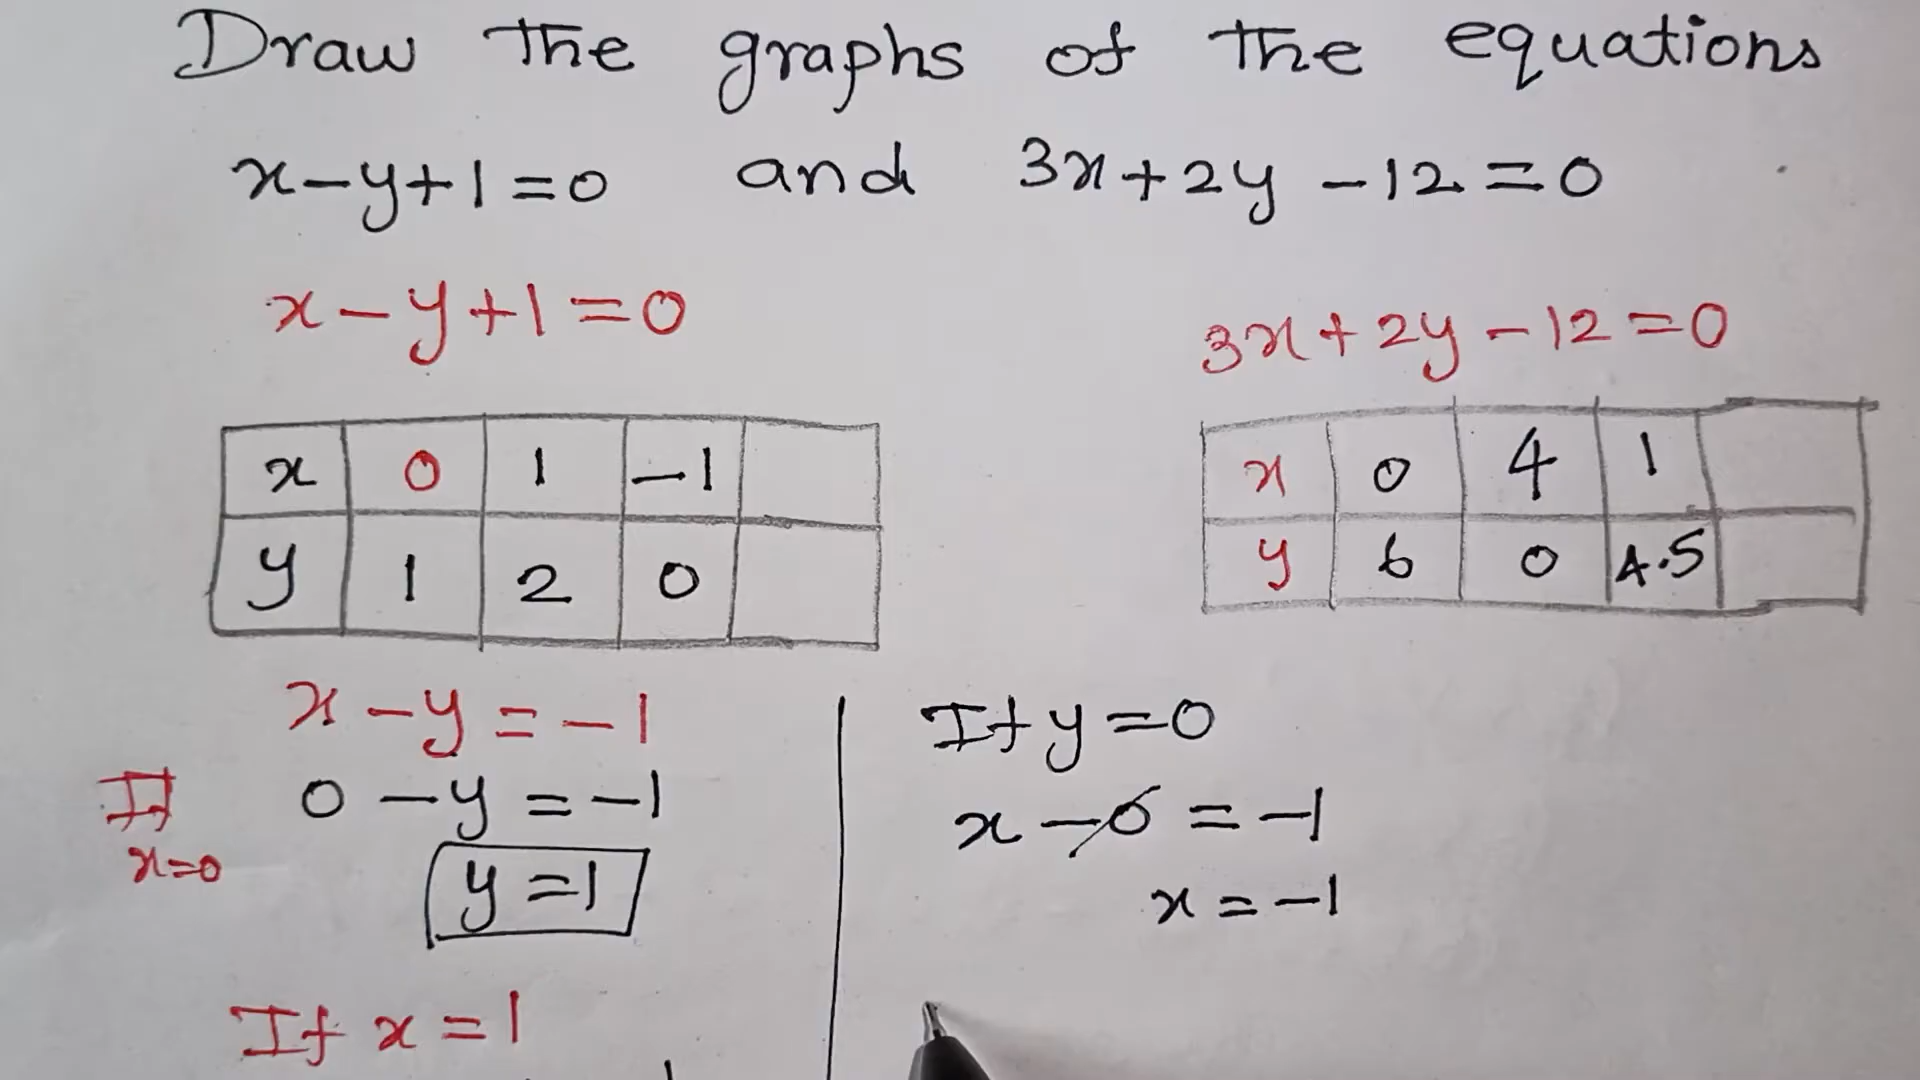 Draw the graphs of the equations
x-y+1=0 and 3x+2y-12=0
x-y+1=0
3x+2y-12=0
x 0 1 -1
y 1 2 0
x 0 4 1
y 6 0 4.5
x-y=-1
If x=0
0-y=-1
y=1
If x=1
If y=0
x-0=-1
x=-1